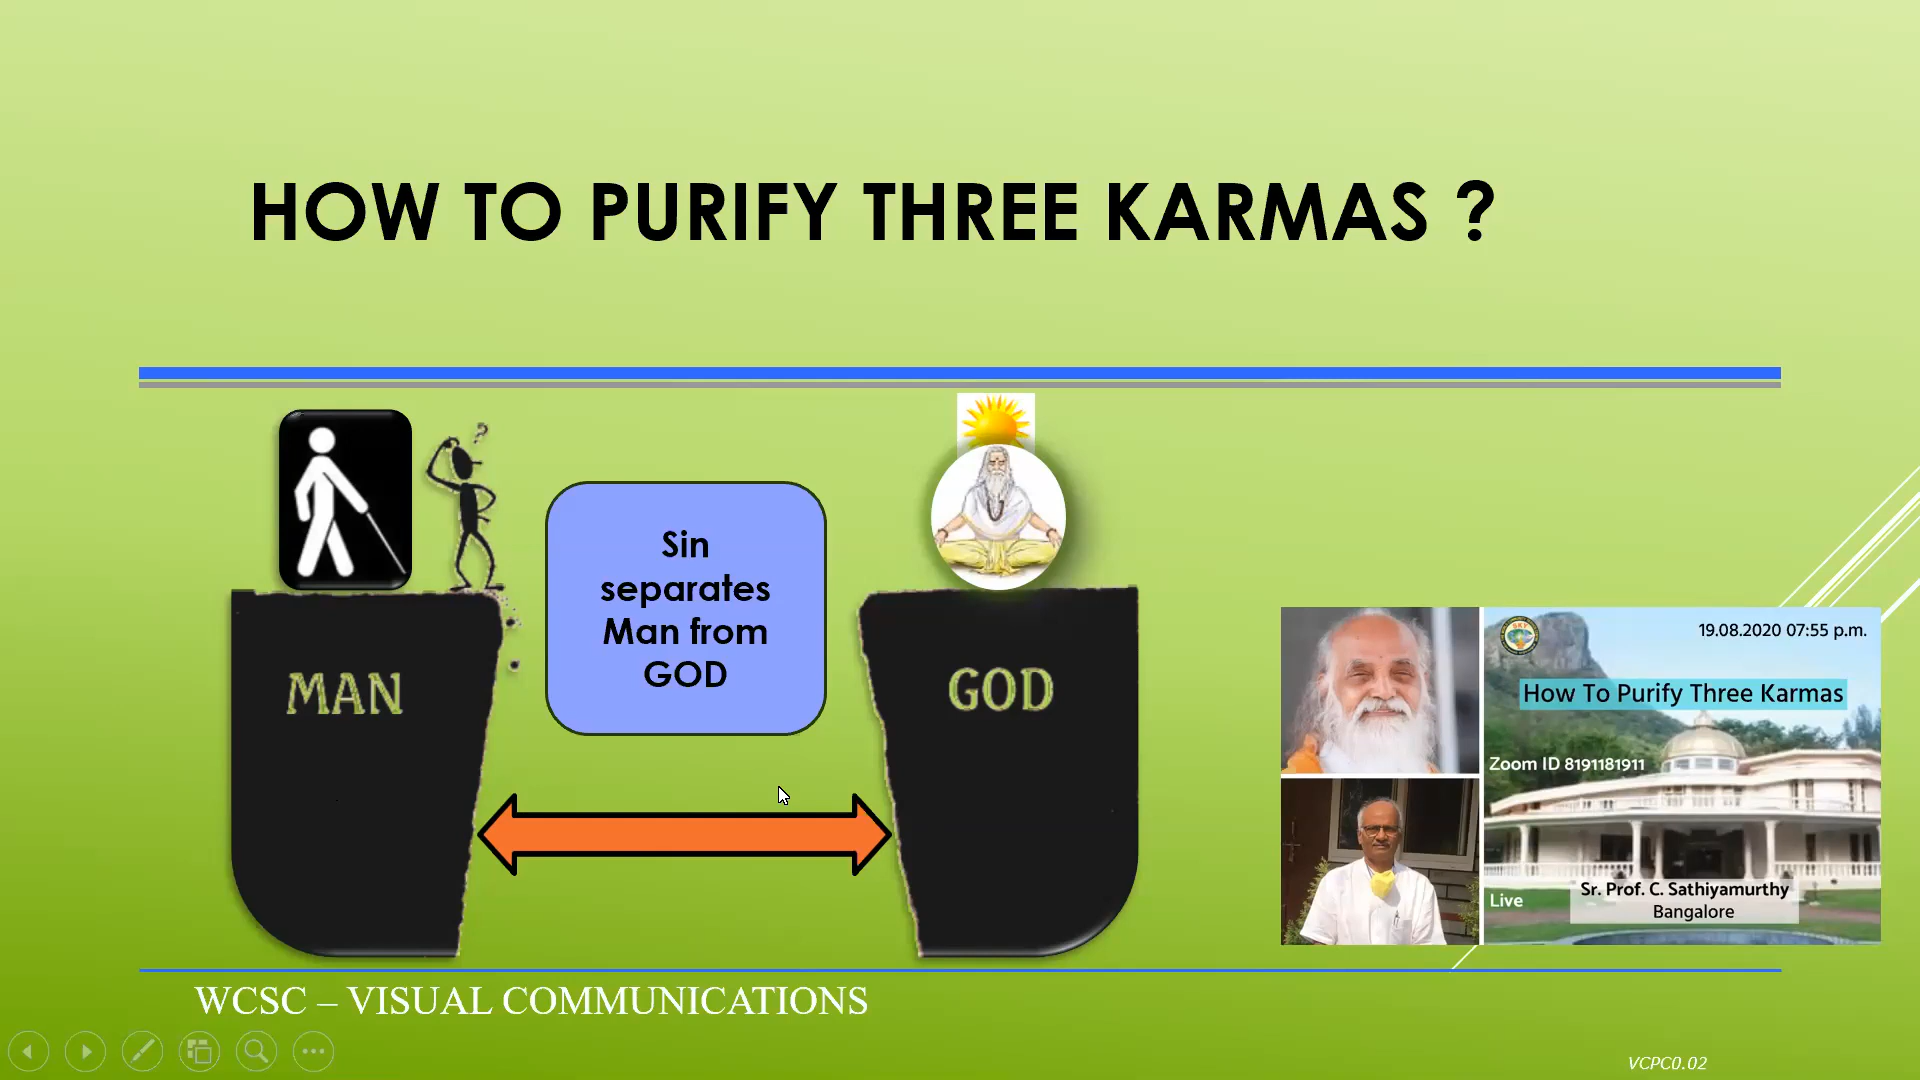 HOW TO PURIFY THREE KARMAS ?
?
Sin
separates
Man from
GOD
MAN
GOD
SKY
19.08.2020 07:55 p.m.
How To Purify Three Karmas
Zoom ID 8191181911
Live
Sr. Prof. C. Sathiyamurthy
Bangalore
WCSC – VISUAL COMMUNICATIONS
VCPC0.02